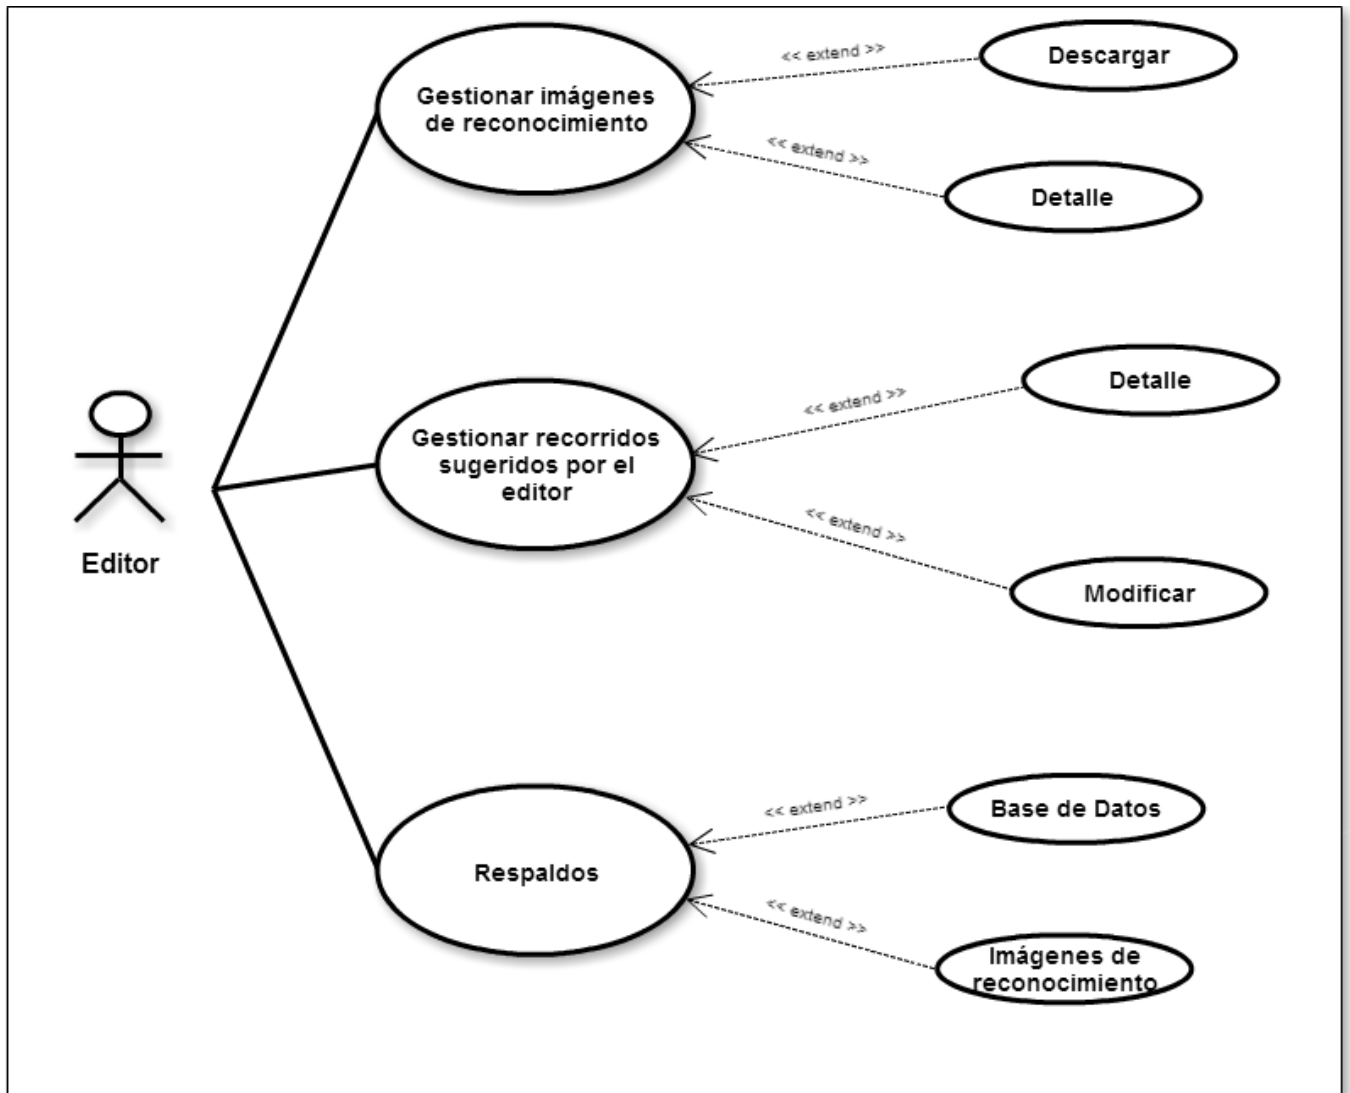 Gestionar imágenes
de reconocimiento
<< extend >>
Descargar
<< extend >>
Detalle
Editor
Gestionar recorridos
sugeridos por el
editor
<< extend >>
Detalle
<< extend >>
Modificar
Respaldos
<< extend >>
Base de Datos
<< extend >>
Imágenes de
reconocimiento